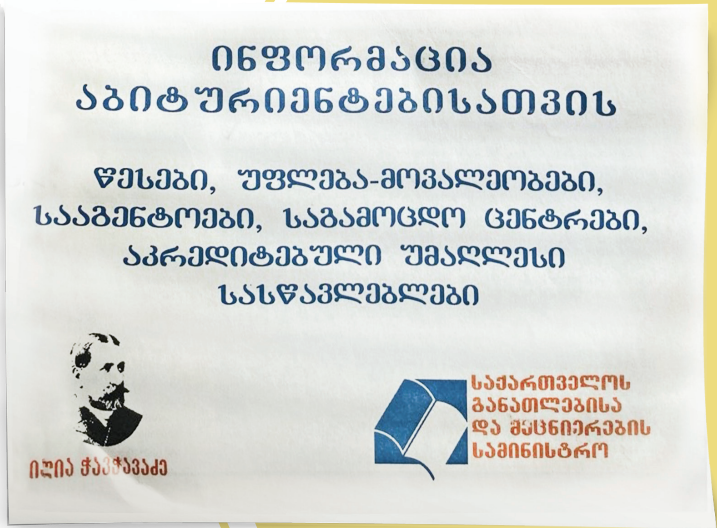 ინფორმაცია
აბიტურიენტებისათვის
წესები, უფლება-მოვალეობები,
სააგენტოები, საგამოცდო ცენტრები,
აკრედიტებული უმაღლესი
სასწავლებლები
საქართველოს
განათლებისა
და მეცნიერების
სამინისტრო
ილია ჭავჭავაძე